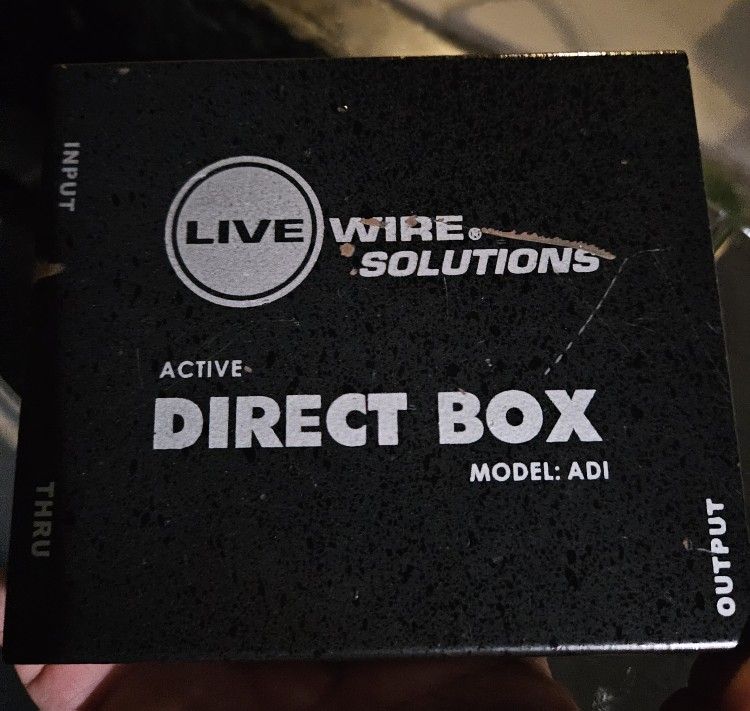 INPUT
LIVE WIRE®
SOLUTIONS
ACTIVE
DIRECT BOX
MODEL: ADI
THRU
OUTPUT